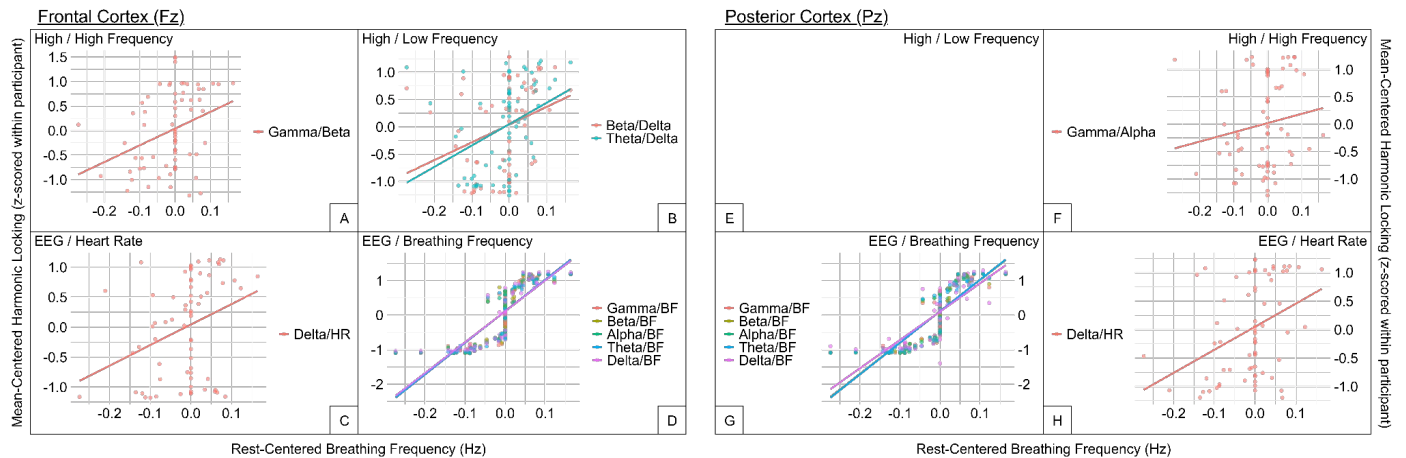 Frontal Cortex (Fz)
Posterior Cortex (Pz)
Mean-Centered Harmonic Locking (z-scored within participant)
High / High Frequency
1.5
1.0
0.5
0.0
-0.5
-1.0
-0.2 -0.1 0.0 0.1
Gamma/Beta
A
High / Low Frequency
1.0
0.5
0.0
-0.5
-1.0
-0.2 -0.1 0.0 0.1
Beta/Delta
Theta/Delta
B
EEG / Heart Rate
1.0
0.5
0.0
-0.5
-1.0
-0.2 -0.1 0.0 0.1
Delta/HR
C
EEG / Breathing Frequency
1
0
-1
-2
-0.2 -0.1 0.0 0.1
Gamma/BF
Beta/BF
Alpha/BF
Theta/BF
Delta/BF
D
Rest-Centered Breathing Frequency (Hz)
High / Low Frequency
E
High / High Frequency
Gamma/Alpha
1.0
0.5
0.0
-0.5
-1.0
-0.2 -0.1 0.0 0.1
F
EEG / Breathing Frequency
Gamma/BF
Beta/BF
Alpha/BF
Theta/BF
Delta/BF
1
0
-1
-2
-0.2 -0.1 0.0 0.1
G
EEG / Heart Rate
Delta/HR
1.0
0.5
0.0
-0.5
-1.0
-0.2 -0.1 0.0 0.1
H
Rest-Centered Breathing Frequency (Hz)
Mean-Centered Harmonic Locking (z-scored within participant)